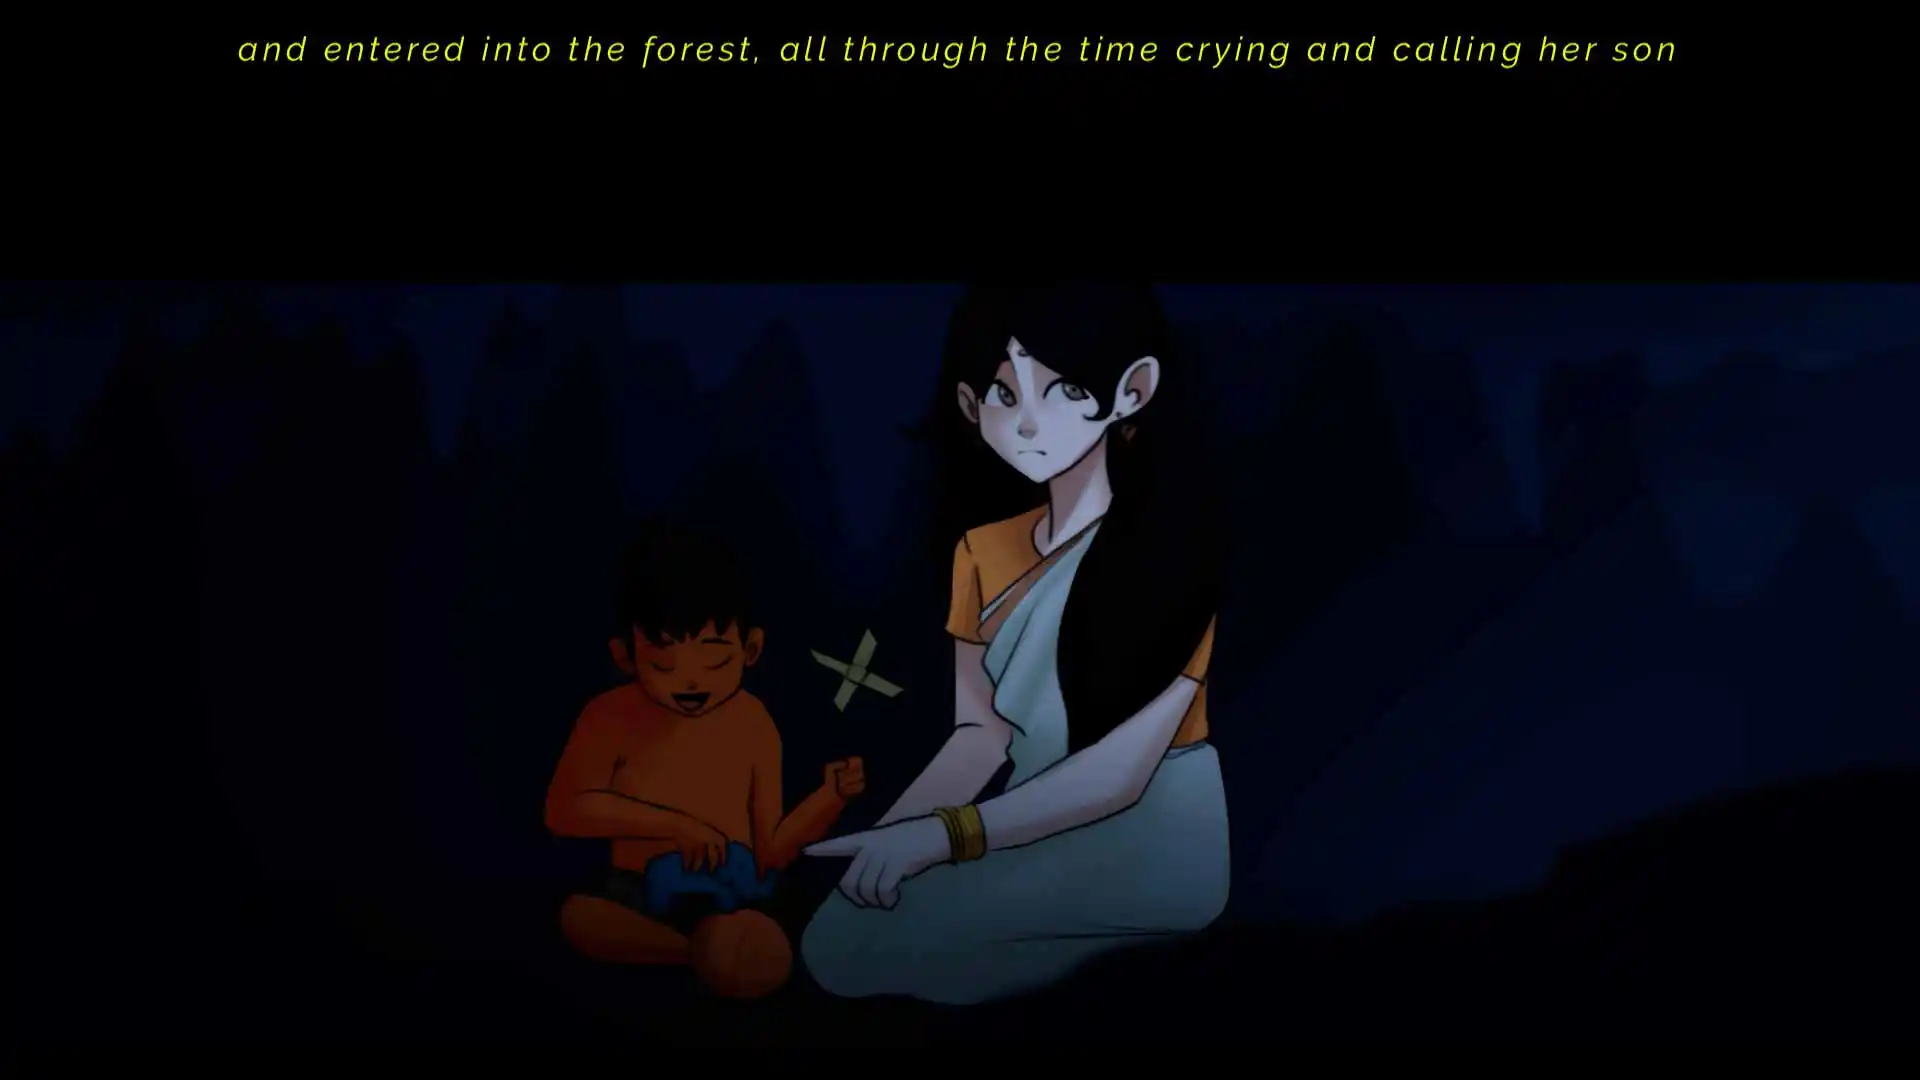 and entered into the forest, all through the time crying and calling her son